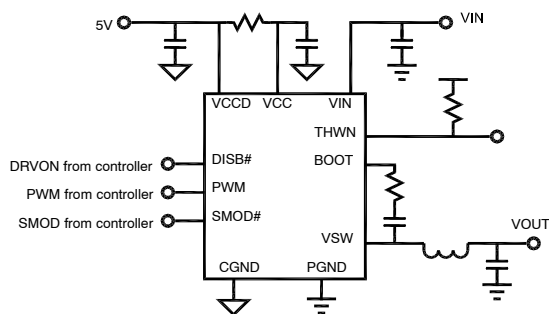 5V
VIN
VCCD VCC VIN
THWN
DRVON from controller
DISB#
BOOT
PWM from controller
PWM
SMOD from controller
SMOD#
VSW
VOUT
CGND PGND